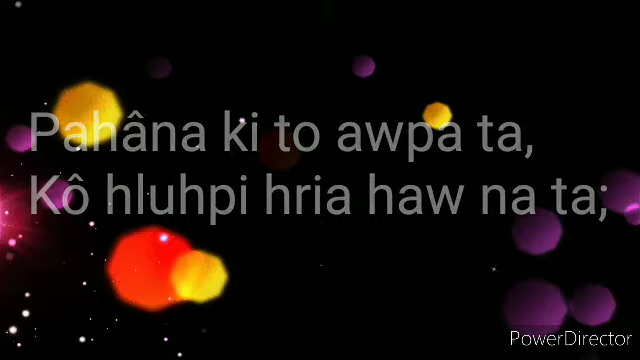 Pahâna ki to awpa ta,
Kô hluhpi hria haw na ta;
PowerDirector